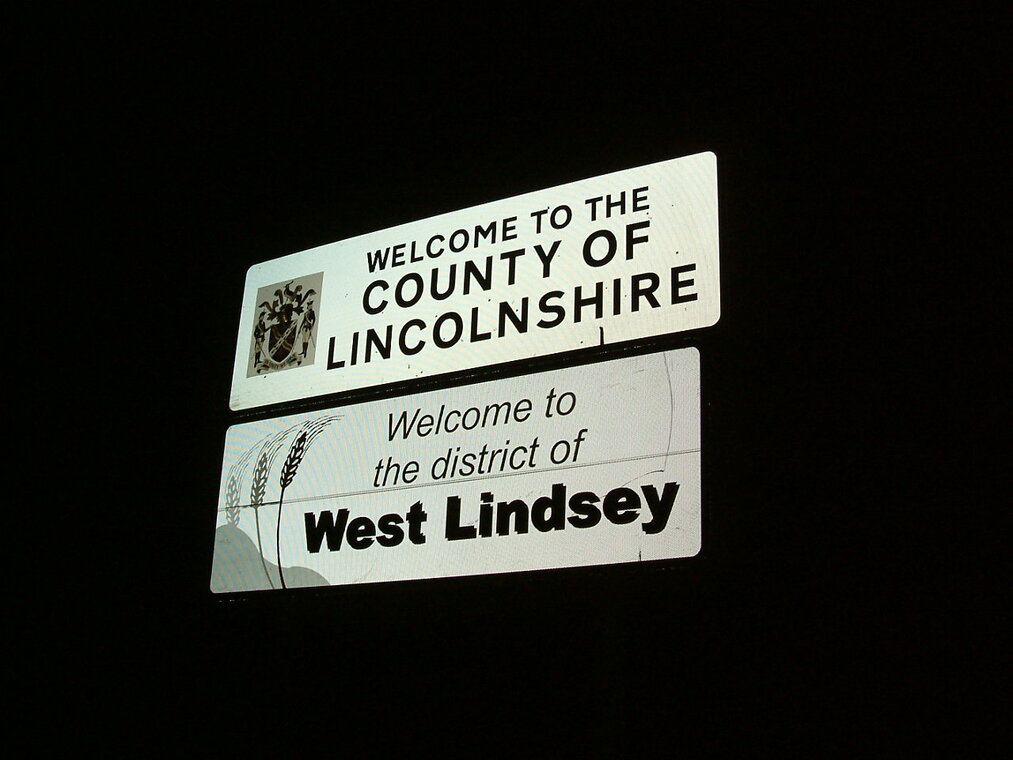 WELCOME TO THE
COUNTY OF
LINCOLNSHIRE
Welcome to
the district of
West Lindsey